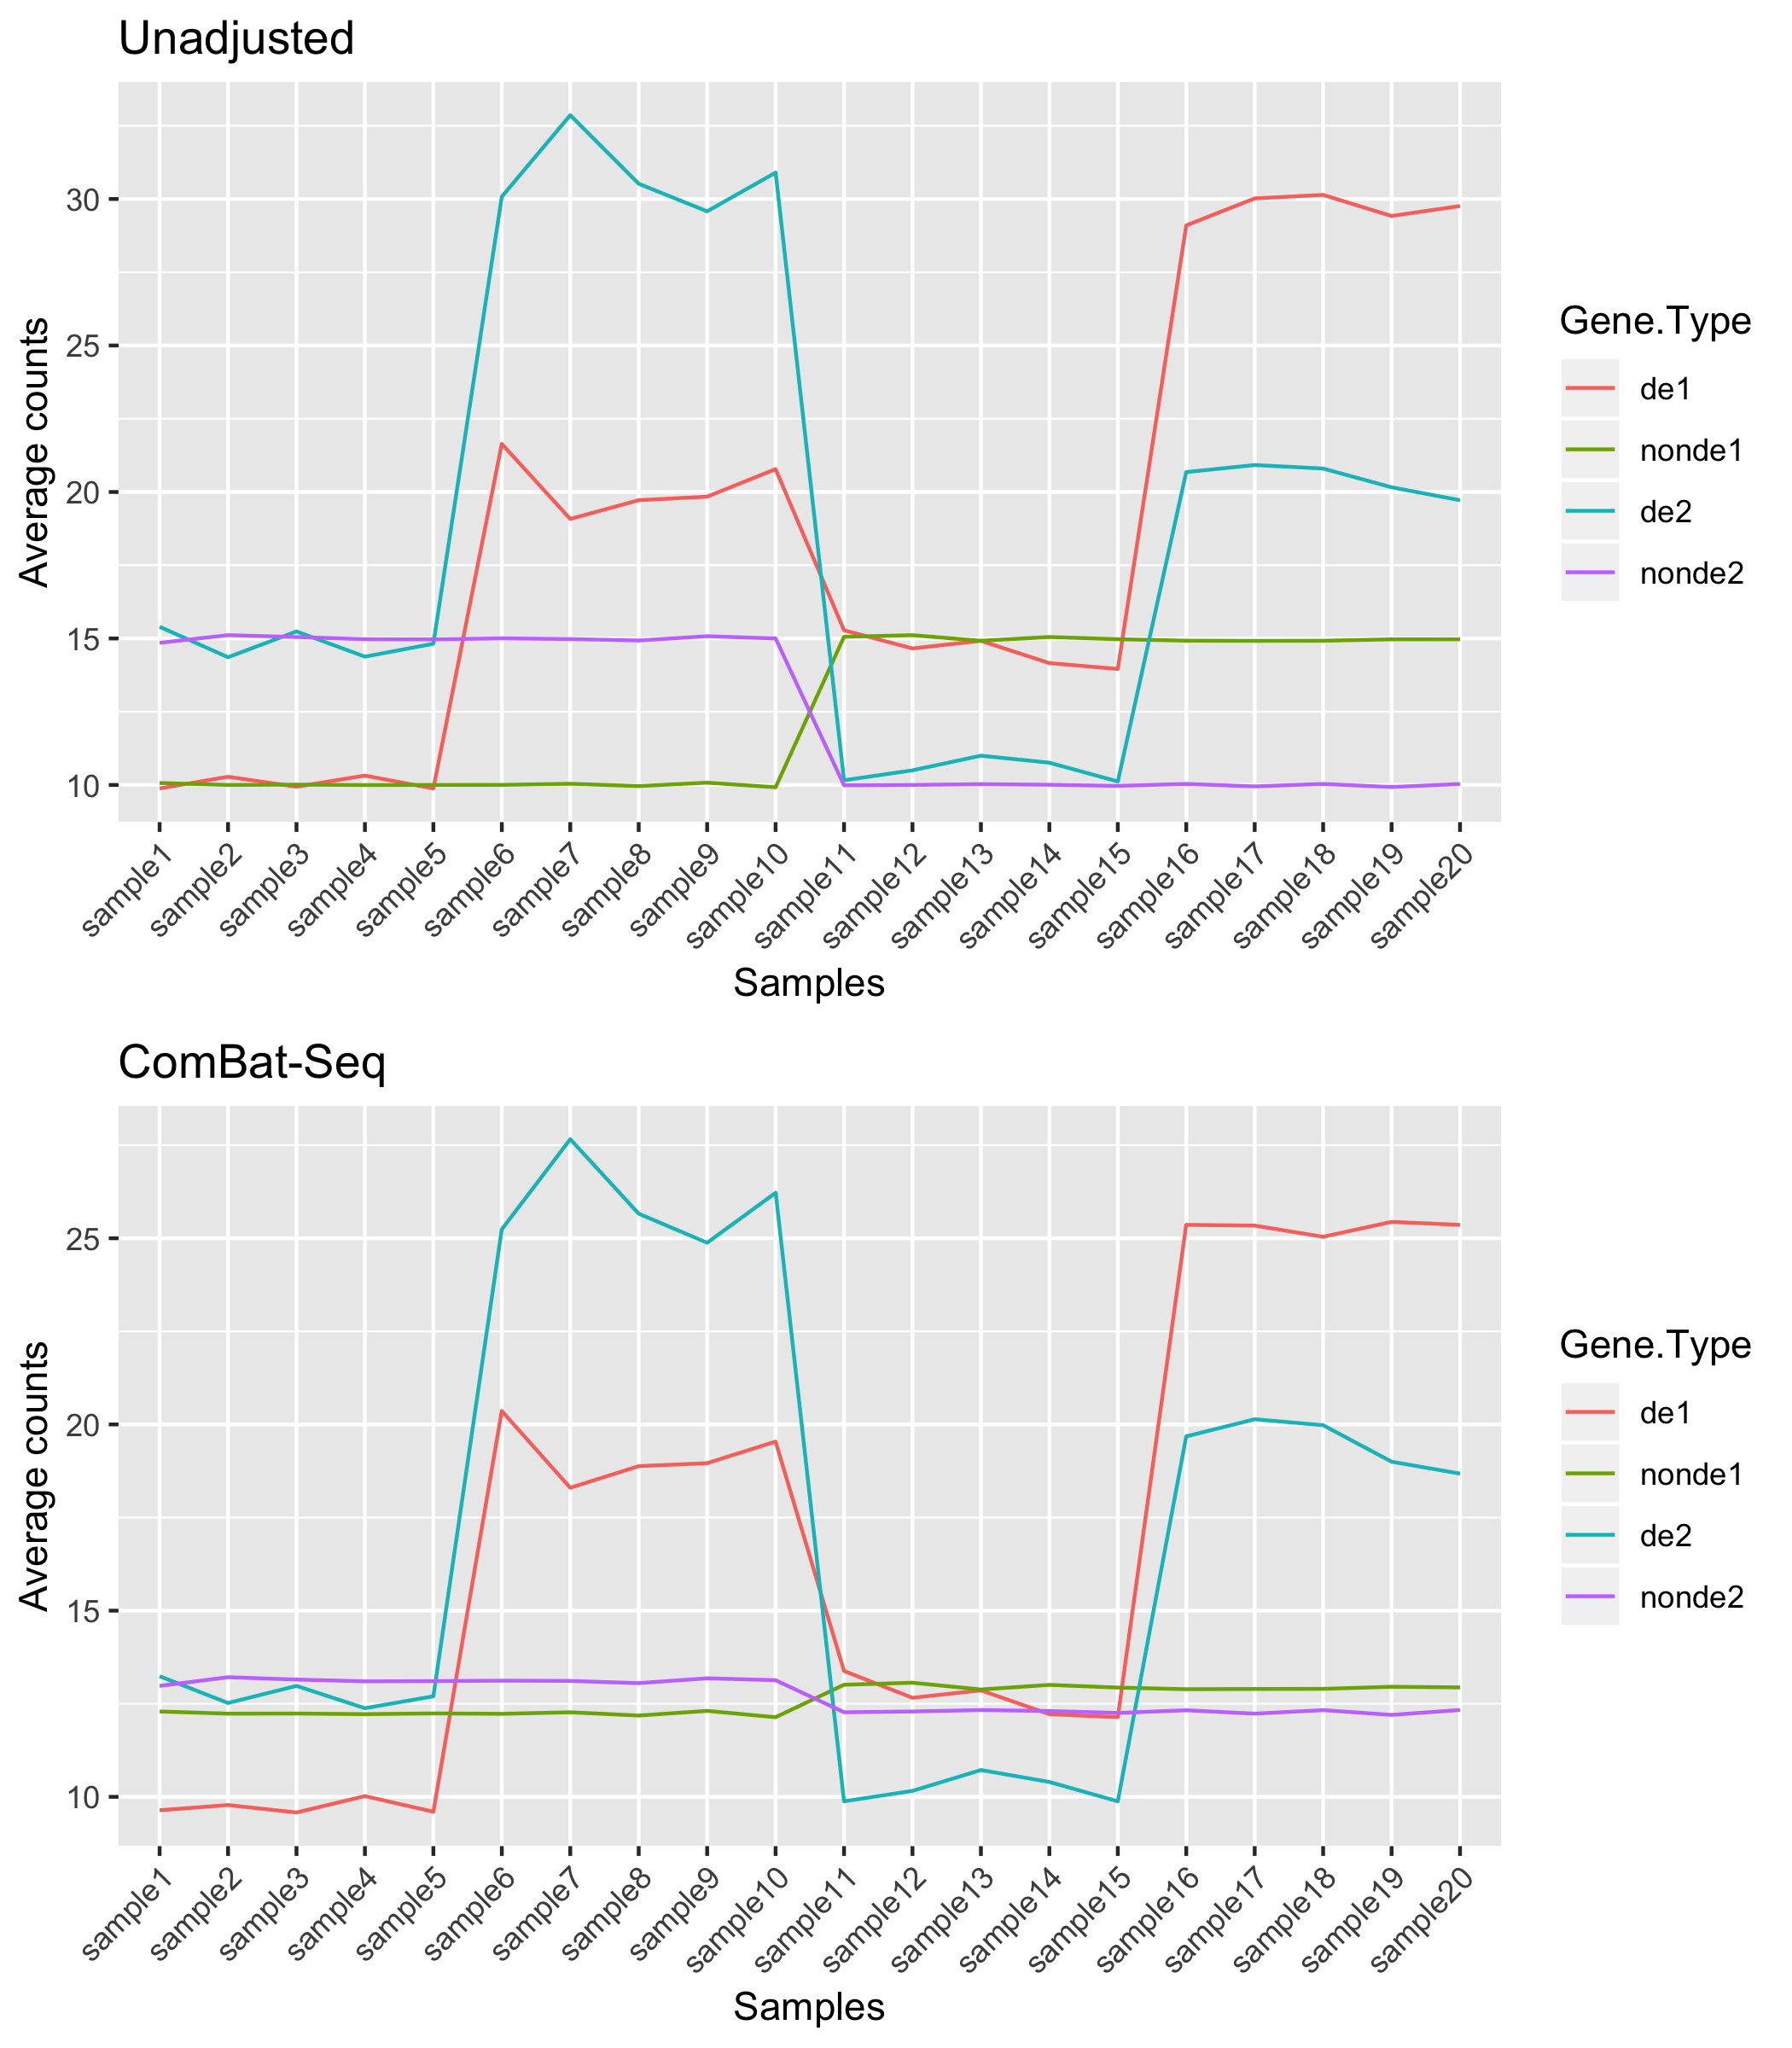 Unadjusted
Average counts
30
25
20
15
10
sample1
sample2
sample3
sample4
sample5
sample6
sample7
sample8
sample9
sample10
sample11
sample12
sample13
sample14
sample15
sample16
sample17
sample18
sample19
sample20
Samples
Gene.Type
de1
nonde1
de2
nonde2
ComBat-Seq
Average counts
25
20
15
10
sample1
sample2
sample3
sample4
sample5
sample6
sample7
sample8
sample9
sample10
sample11
sample12
sample13
sample14
sample15
sample16
sample17
sample18
sample19
sample20
Samples
Gene.Type
de1
nonde1
de2
nonde2